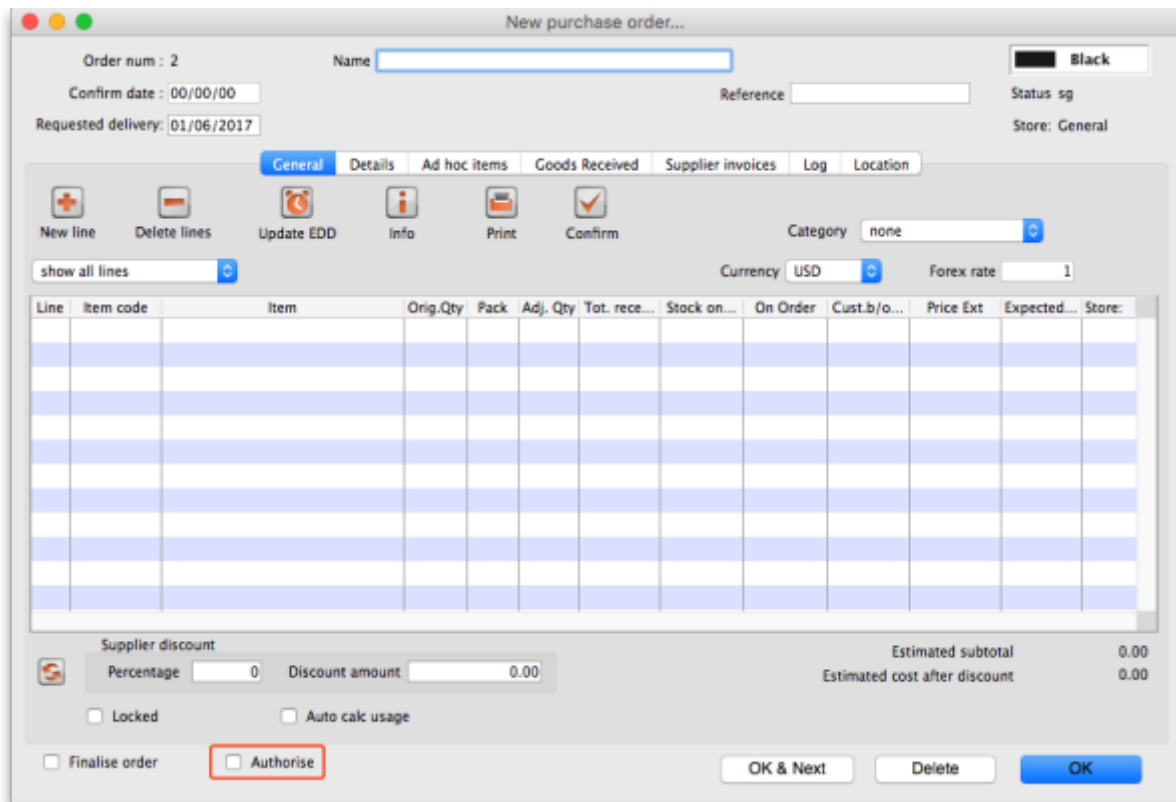 New purchase order...
Order num : 2
Name
Black
Confirm date : 00/00/00
Reference
Status sg
Requested delivery: 01/06/2017
Store: General
General Details Ad hoc items Goods Received Supplier invoices Log Location
New line Delete lines Update EDD Info Print Confirm
Category none
show all lines
Currency USD
Forex rate 1
Line Item code Item Orig.Qty Pack Adj. Qty Tot. rece... Stock on... On Order Cust.b/o... Price Ext Expected... Store:
Supplier discount
Percentage 0 Discount amount 0.00
Estimated subtotal 0.00
Estimated cost after discount 0.00
Locked Auto calc usage
Finalise order Authorise
OK & Next Delete OK